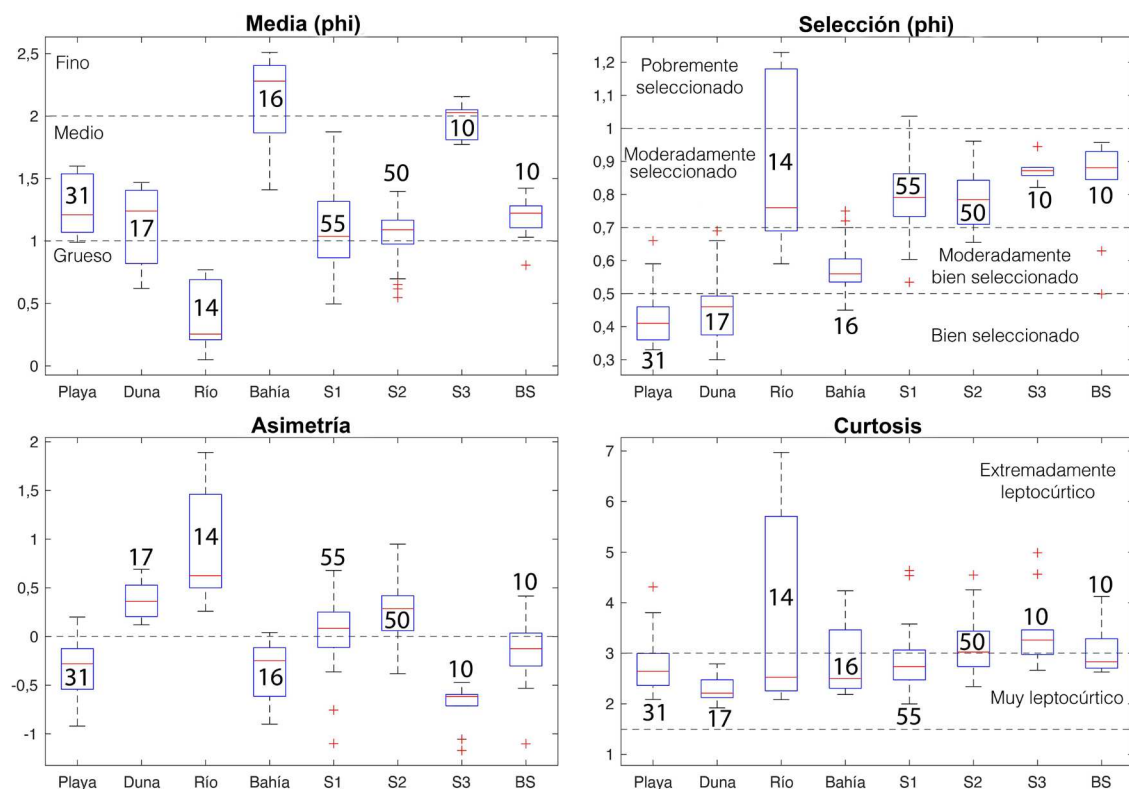 Media (phi)
2,5
2
1,5
1
0,5
0
Fino
Medio
Grueso
31
17
14
16
55
50
10
10
Playa Duna Río Bahía S1 S2 S3 BS
Selección (phi)
1,2
1,1
1
0,9
0,8
0,7
0,6
0,5
0,4
0,3
Pobremente
seleccionado
Moderadamente
seleccionado
Moderadamente
bien seleccionado
Bien seleccionado
31
17
14
16
55
50
10
10
Playa Duna Río Bahía S1 S2 S3 BS
Asimetría
2
1,5
1
0,5
0
-0,5
-1
31
17
14
16
55
50
10
10
Playa Duna Río Bahía S1 S2 S3 BS
Curtosis
7
6
5
4
3
2
1
Extremadamente
leptocúrtico
Muy leptocúrtico
31
17
14
16
55
50
10
10
Playa Duna Río Bahía S1 S2 S3 BS